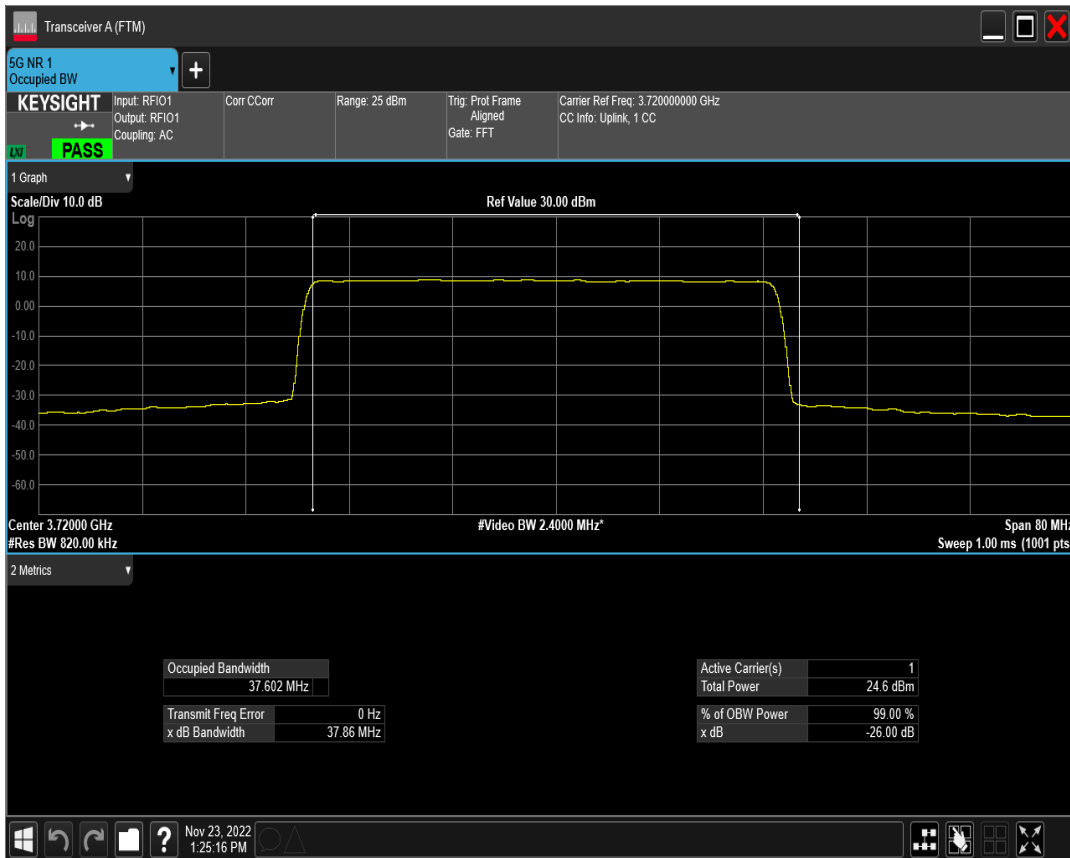 Transceiver A (FTM)
5G NR 1
Occupied BW
+
KEYSIGHT
LXI
PASS
Input: RFIO1
Output: RFIO1
Coupling: AC
Corr CCorr
Range: 25 dBm
Trig: Prot Frame
Aligned
Gate: FFT
Carrier Ref Freq: 3.720000000 GHz
CC Info: Uplink, 1 CC
1 Graph
Scale/Div 10.0 dB
Ref Value 30.00 dBm
Log
20.0
10.0
0.00
-10.0
-20.0
-30.0
-40.0
-50.0
-60.0
Center 3.72000 GHz
#Video BW 2.4000 MHz*
Span 80 MHz
#Res BW 820.00 kHz
Sweep 1.00 ms (1001 pts
2 Metrics
Occupied Bandwidth
37.602 MHz
Transmit Freq Error 0 Hz
x dB Bandwidth 37.86 MHz
Active Carrier(s) 1
Total Power 24.6 dBm
% of OBW Power 99.00 %
x dB -26.00 dB
?
Nov 23, 2022
1:25:16 PM